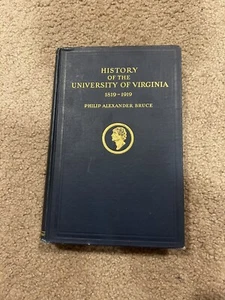 HISTORY
OF THE
UNIVERSITY OF VIRGINIA
1819-1919
PHILIP ALEXANDER BRUCE